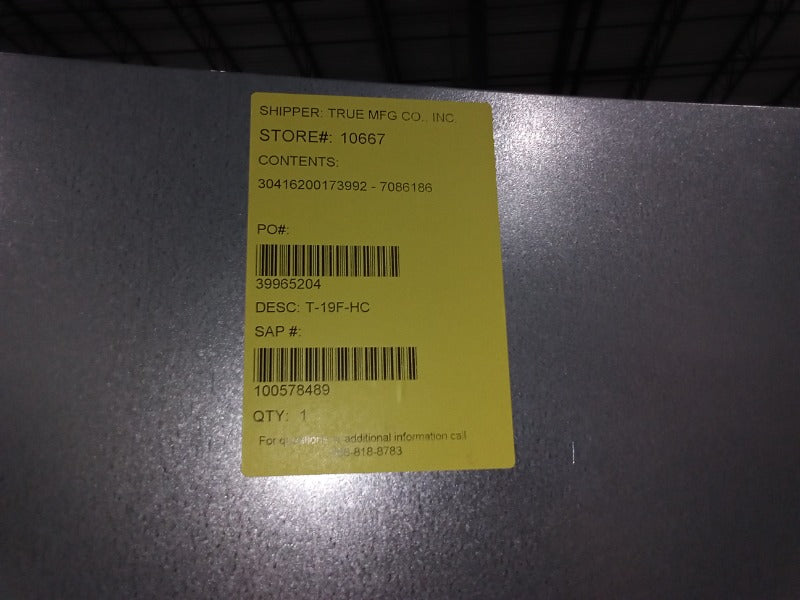 SHIPPER: TRUE MFG CO., INC.
STORE#: 10667
CONTENTS:
30416200173992 - 7086186
PO#:
39965204
DESC: T-19F-HC
SAP #:
100578489
QTY: 1
For additional information call
818-8783